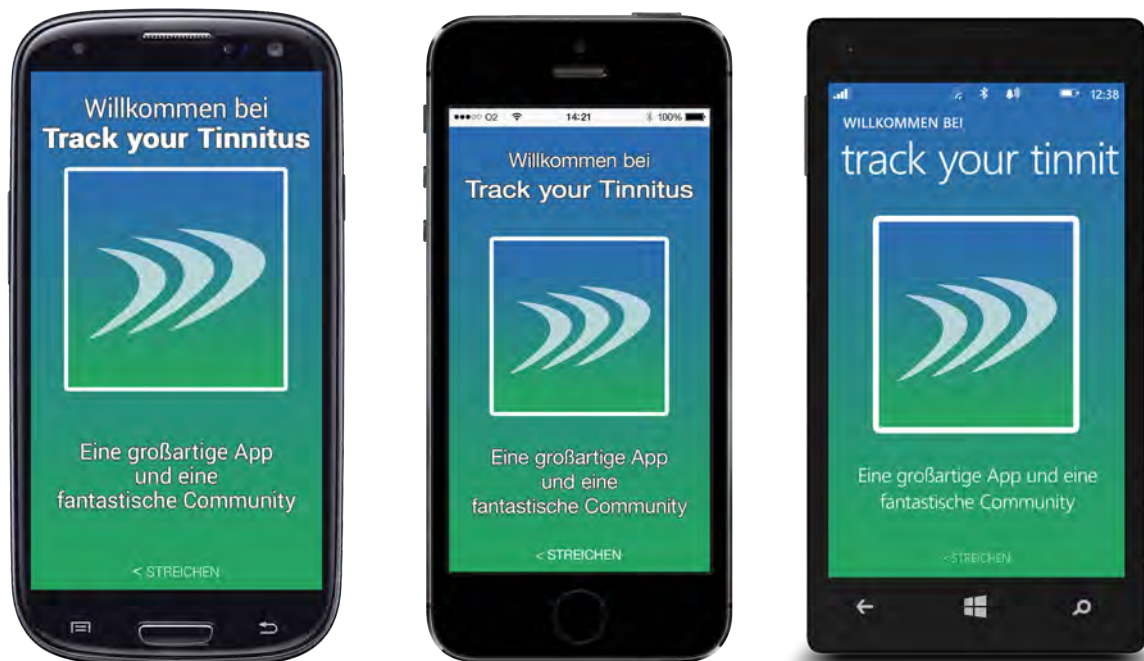 Willkommen bei
Track your Tinnitus
Eine großartige App
und eine
fantastische Community
< STREICHEN
O2 14:21 100%
Willkommen bei
Track your Tinnitus
Eine großartige App
und eine
fantastische Community
< STREICHEN
12:38
WILLKOMMEN BEI
track your tinnit
Eine großartige App und eine
fantastische Community
<STREICHEN